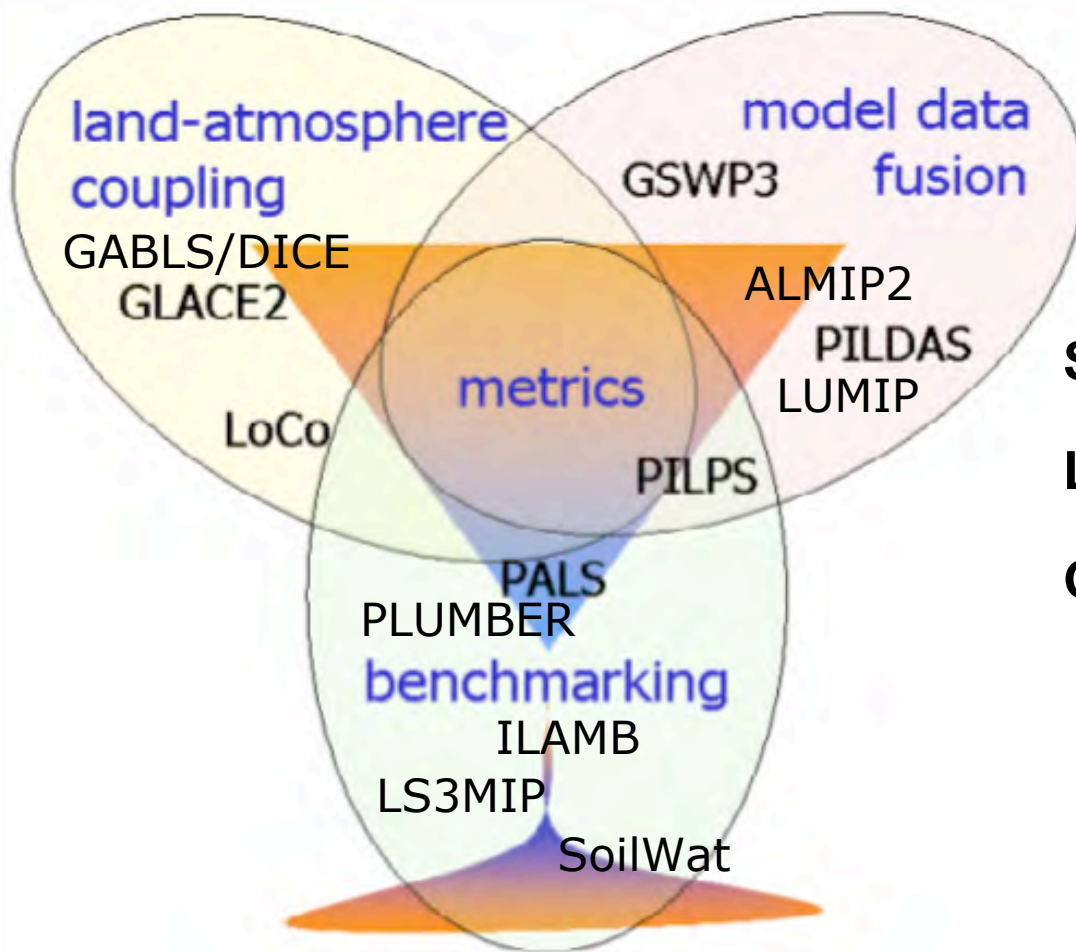 land-atmosphere
coupling
GABLS/DICE
GLACE2
LoCo
model data
fusion
GSWP3
ALMIP2
PILDAS
LUMIP
metrics
PILPS
PALS
PLUMBER
benchmarking
ILAMB
LS3MIP
SoilWat